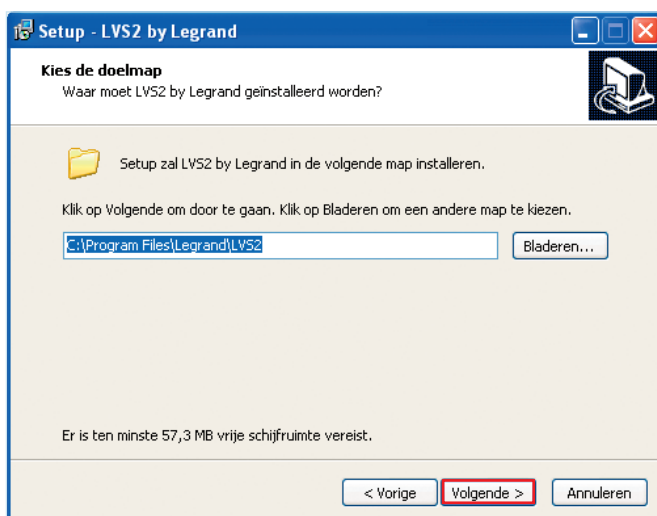 Setup - LVS2 by Legrand
Kies de doelmap
Waar moet LVS2 by Legrand geïnstalleerd worden?
Setup zal LVS2 by Legrand in de volgende map installeren.
Klik op Volgende om door te gaan. Klik op Bladeren om een andere map te kiezen.
C:\Program Files\Legrand\LVS2
Bladeren...
Er is ten minste 57,3 MB vrije schijfruimte vereist.
< Vorige
Volgende >
Annuleren